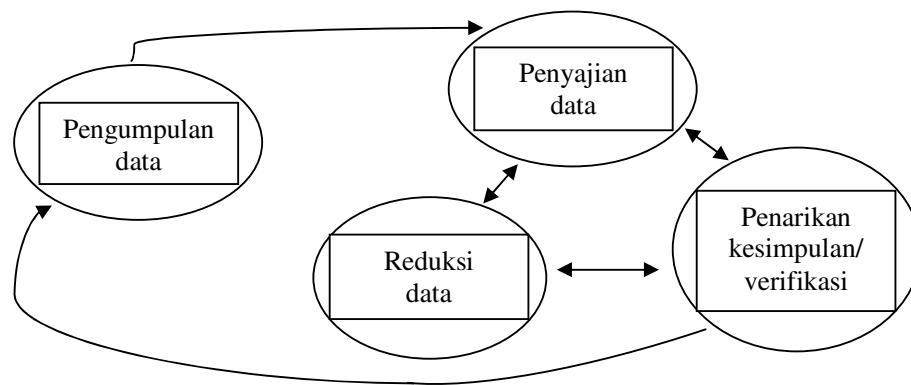 Pengumpulan
data
Penyajian
data
Reduksi
data
Penarikan
kesimpulan/
verifikasi